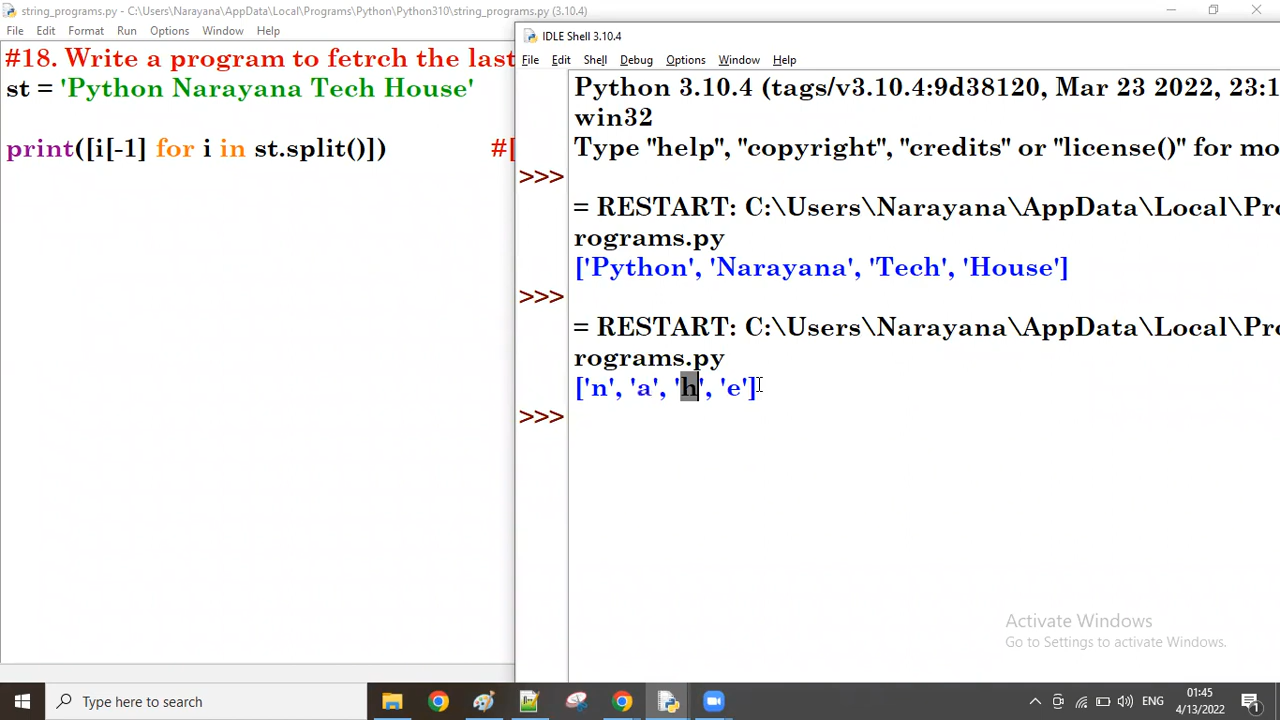 string_programs.py - C:\Users\Narayana\AppData\Local\Programs\Python\Python310\string_programs.py (3.10.4)
File Edit Format Run Options Window Help
#18. Write a program to fetrch the last
st = 'Python Narayana Tech House'
print([i[-1] for i in st.split()]) #[
IDLE Shell 3.10.4
File Edit Shell Debug Options Window Help
Python 3.10.4 (tags/v3.10.4:9d38120, Mar 23 2022, 23:1
win32
Type "help", "copyright", "credits" or "license()" for mo
>>>
= RESTART: C:\Users\Narayana\AppData\Local\Pro
rograms.py
['Python', 'Narayana', 'Tech', 'House']
>>>
= RESTART: C:\Users\Narayana\AppData\Local\Pro
rograms.py
['n', 'a', 'h', 'e']
>>>
Activate Windows
Go to Settings to activate Windows.
Type here to search
ENG
01:45
4/13/2022
1